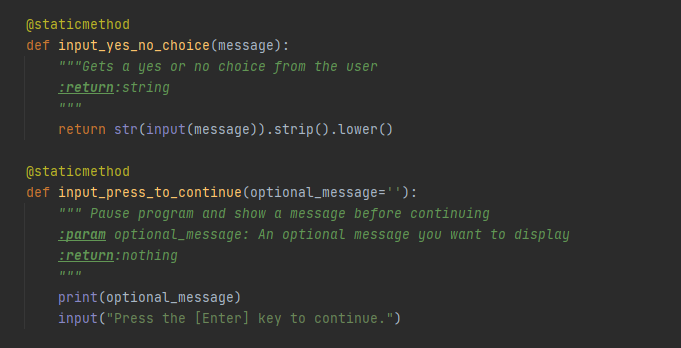 @staticmethod
def input_yes_no_choice(message):
    """Gets a yes or no choice from the user
    :return:string
    """
    return str(input(message)).strip().lower()

@staticmethod
def input_press_to_continue(optional_message=''):
    """ Pause program and show a message before continuing
    :param optional_message: An optional message you want to display
    :return:nothing
    """
    print(optional_message)
    input("Press the [Enter] key to continue.")